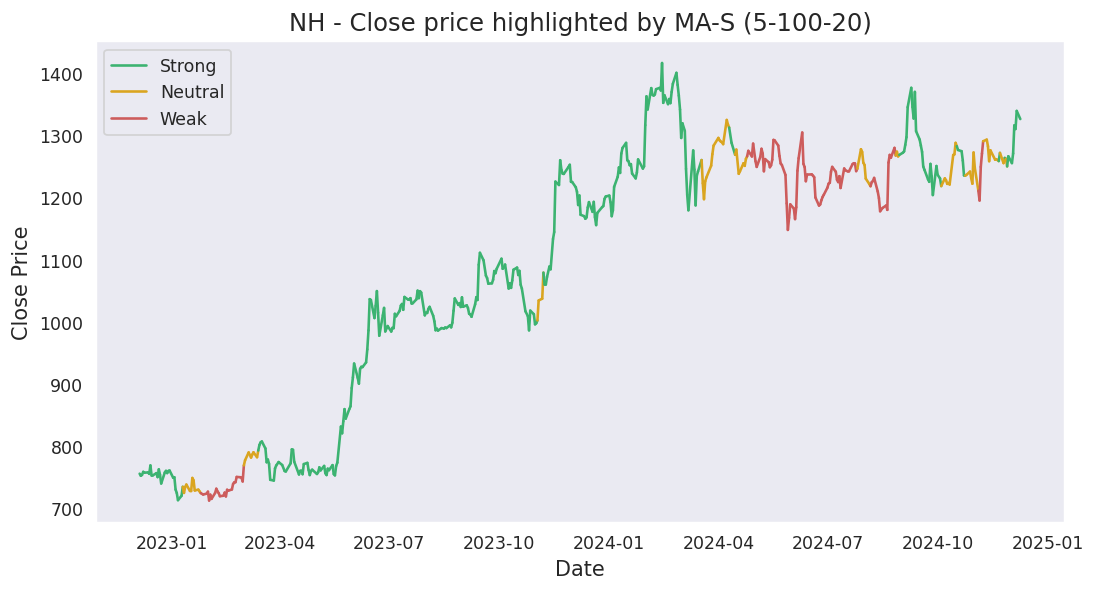 NH - Close price highlighted by MA-S (5-100-20)
Strong
Neutral
Weak
Close Price
1400
1300
1200
1100
1000
900
800
700
2023-01 2023-04 2023-07 2023-10 2024-01 2024-04 2024-07 2024-10 2025-01
Date